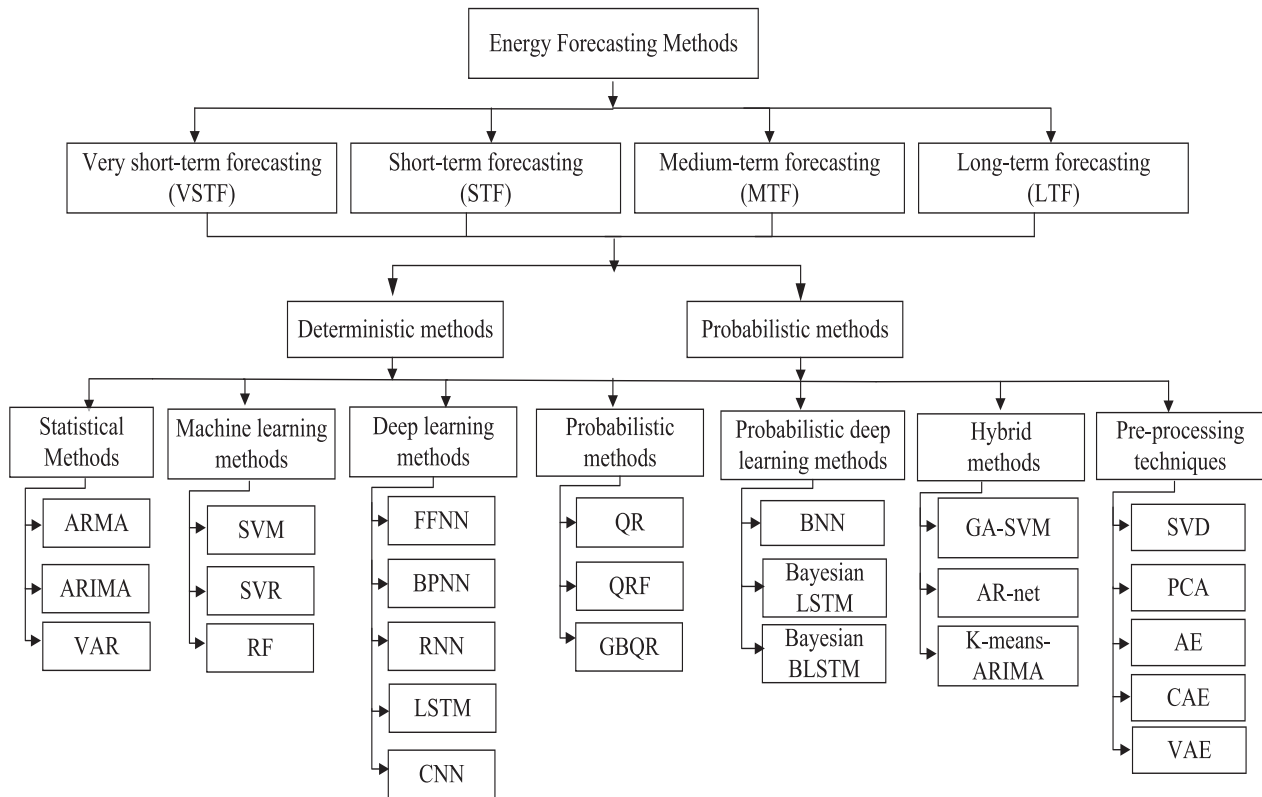 Energy Forecasting Methods
Very short-term forecasting
(VSTF)
Short-term forecasting
(STF)
Medium-term forecasting
(MTF)
Long-term forecasting
(LTF)
Deterministic methods
Probabilistic methods
Statistical
Methods
ARMA
ARIMA
VAR
Machine learning
methods
SVM
SVR
RF
Deep learning
methods
FFNN
BPNN
RNN
LSTM
CNN
Probabilistic
methods
QR
QRF
GBQR
Probabilistic deep
learning methods
BNN
Bayesian
LSTM
Bayesian
BLSTM
Hybrid
methods
GA-SVM
AR-net
K-means-
ARIMA
Pre-processing
techniques
SVD
PCA
AE
CAE
VAE